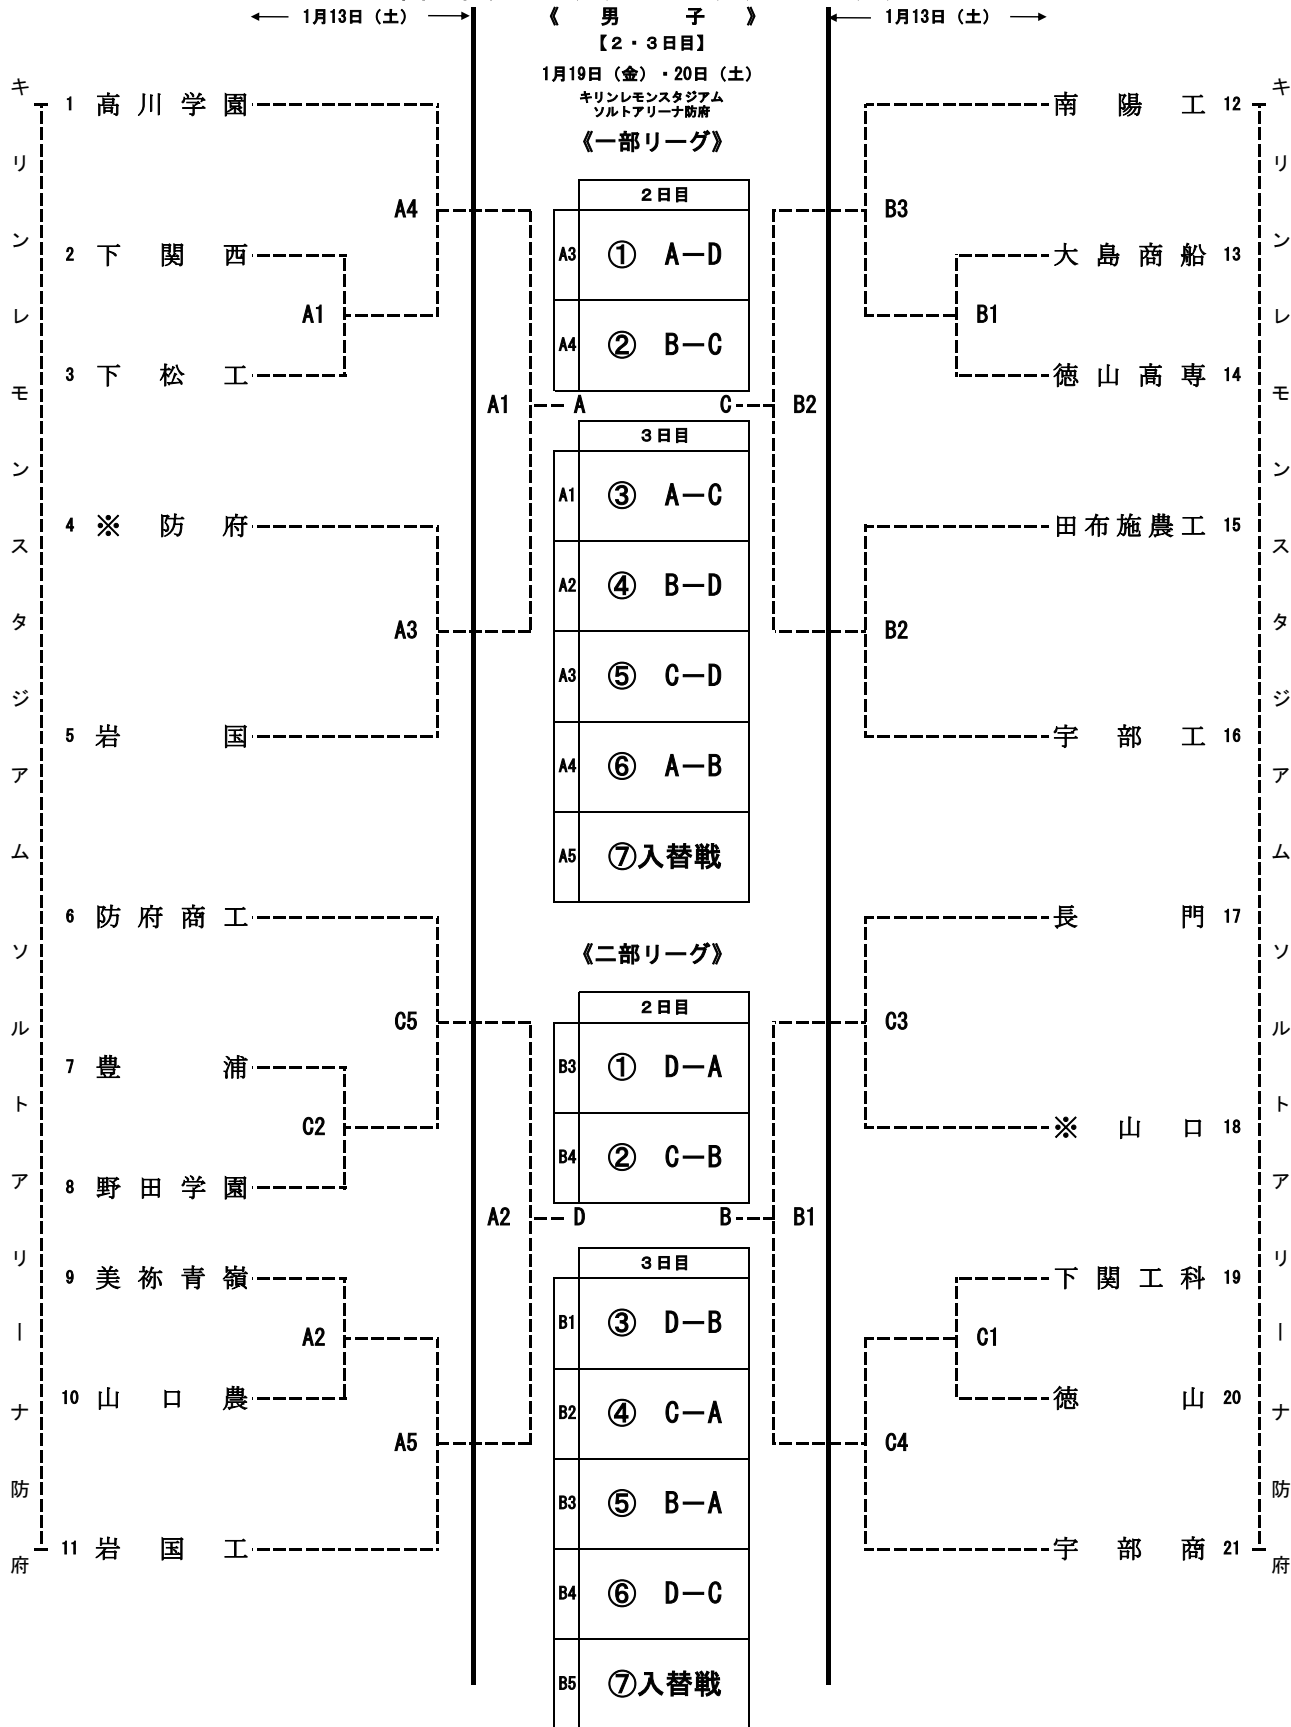 1月13日（土）
《　男　子　》
1月13日（土）
【２・３日目】
1月19日（金）・20日（土）
キリンレモンスタジアム
ソルトアリーナ防府
《一部リーグ》
キリンレモンスタジアムソルトアリーナ防府
1 高川学園
A4
2 下関西
A1
3 下松工
4 ※防府
A3
5 岩国
A1
A
6 防府商工
C5
7 豊浦
C2
8 野田学園
9 美祢青嶺
A2
10 山口農
A5
11 岩国工
A2
D
２日目
A3 ① A－D
A4 ② B－C
３日目
A1 ③ A－C
A2 ④ B－D
A3 ⑤ C－D
A4 ⑥ A－B
A5 ⑦入替戦
《二部リーグ》
２日目
B3 ① D－A
B4 ② C－B
３日目
B1 ③ D－B
B2 ④ C－A
B3 ⑤ B－A
B4 ⑥ D－C
B5 ⑦入替戦
C
B2
南陽工 12
B3
大島商船 13
B1
徳山高専 14
田布施農工 15
B2
宇部工 16
B
B1
長門 17
C3
※山口 18
下関工科 19
C1
徳山 20
C4
宇部商 21
キリンレモンスタジアムソルトアリーナ防府